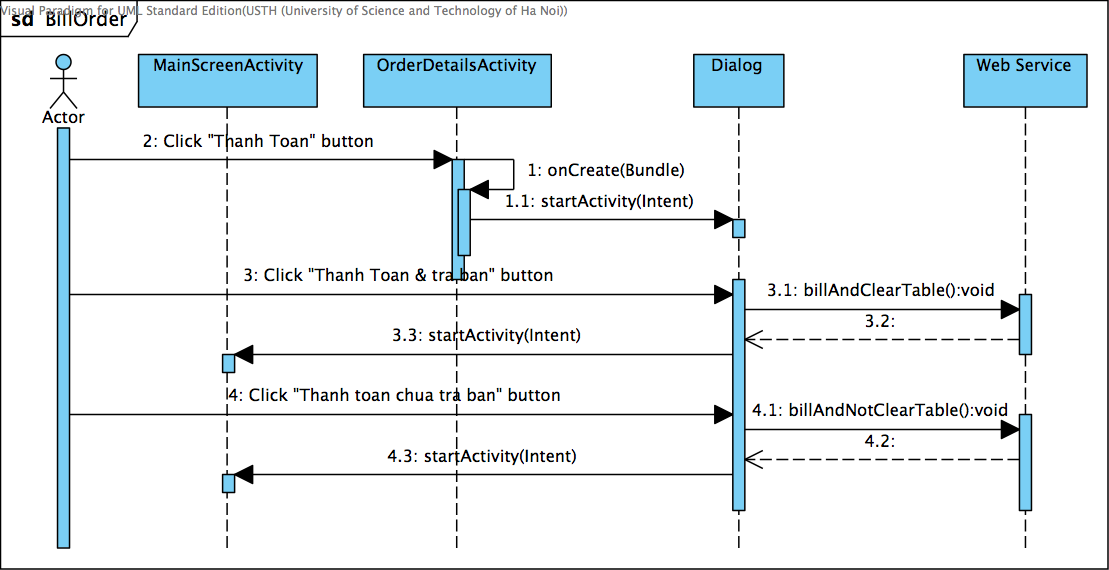 Visual Paradigm for UML Standard Edition(USTH (University of Science and Technology of Ha Noi))
sd BillOrder
MainScreenActivity
OrderDetailsActivity
Dialog
Web Service
Actor
2: Click "Thanh Toan" button
1: onCreate(Bundle)
1.1: startActivity(Intent)
3: Click "Thanh Toan & tra ban" button
3.1: billAndClearTable():void
3.2:
3.3: startActivity(Intent)
4: Click "Thanh toan chua tra ban" button
4.1: billAndNotClearTable():void
4.2:
4.3: startActivity(Intent)